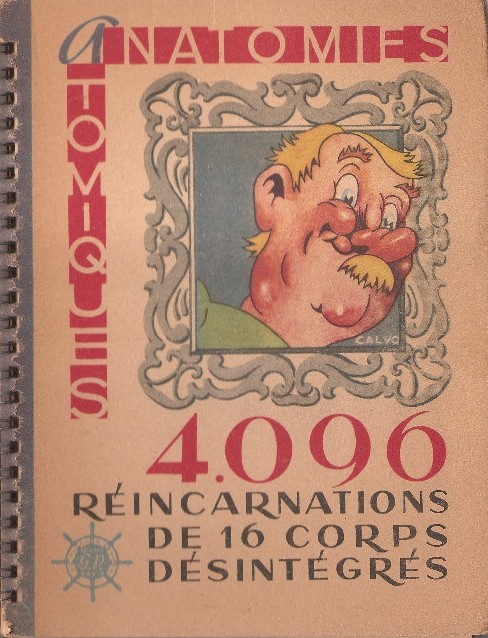 aNATOMIES
ATOMIQUES
CALVO
4.096
RÉINCARNATIONS
DE 16 CORPS
DÉSINTÉGRÉS
G.P.